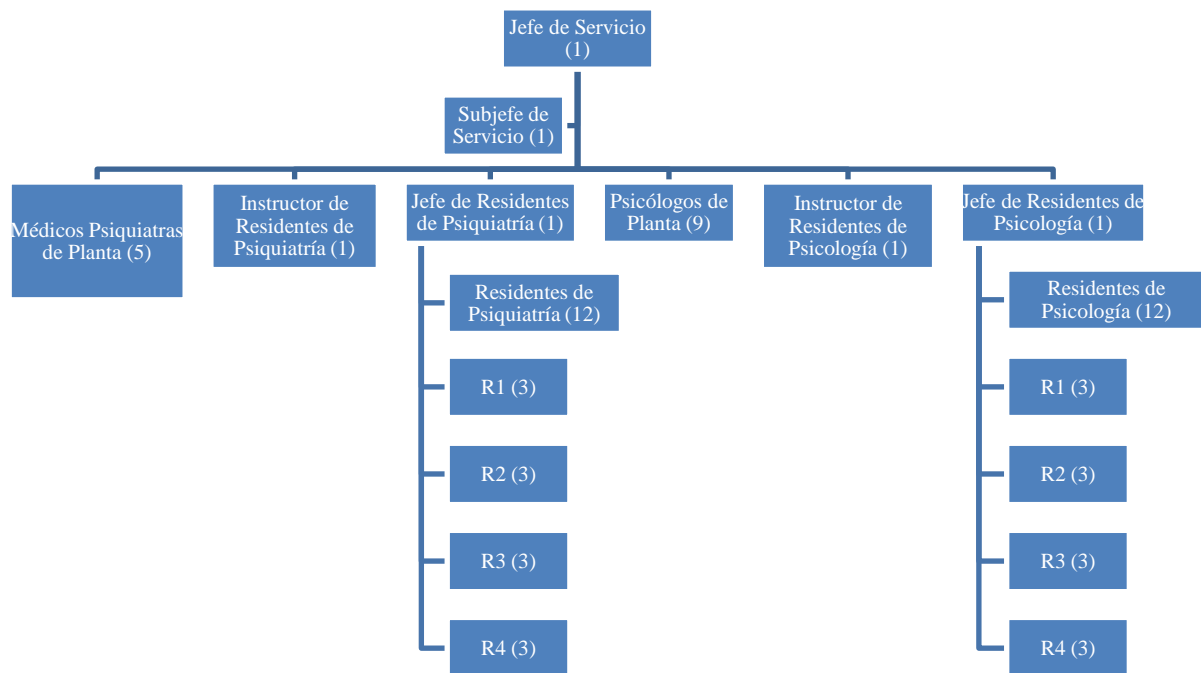 Jefe de Servicio
(1)
Subjefe de
Servicio (1)
Médicos Psiquiatras
de Planta (5)
Instructor de
Residentes de
Psiquiatría (1)
Jefe de Residentes
de Psiquiatría (1)
Psicólogos de
Planta (9)
Instructor de
Residentes de
Psicología (1)
Jefe de Residentes de
Psicología (1)
Residentes de
Psiquiatría (12)
R1 (3)
R2 (3)
R3 (3)
R4 (3)
Residentes de
Psicología (12)
R1 (3)
R2 (3)
R3 (3)
R4 (3)